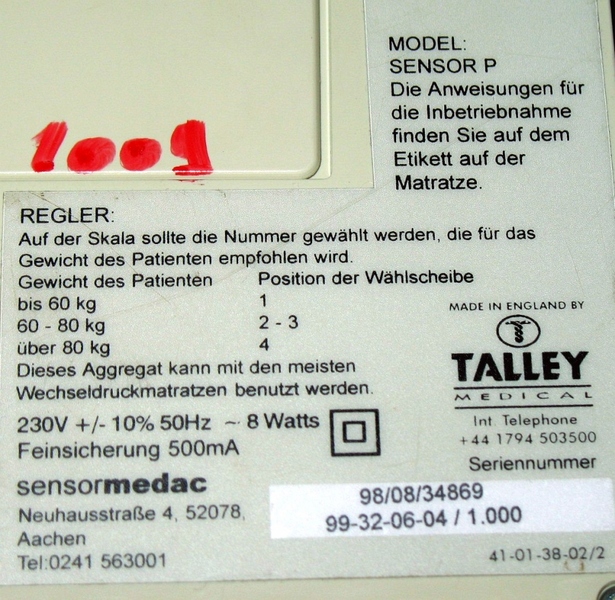 MODEL:
SENSOR P
Die Anweisungen für
die Inbetriebnahme
finden Sie auf dem
Etikett auf der
Matratze.
1009
REGLER:
Auf der Skala sollte die Nummer gewählt werden, die für das
Gewicht des Patienten empfohlen wird.
Gewicht des Patienten Position der Wählscheibe
bis 60 kg 1
60 - 80 kg 2 - 3
über 80 kg 4
Dieses Aggregat kann mit den meisten
Wechseldruckmatratzen benutzt werden.
230V +/- 10% 50Hz ~ 8 Watts
Feinsicherung 500mA
sensormedac
Neuhausstraße 4, 52078,
Aachen
Tel:0241 563001
MADE IN ENGLAND BY
TALLEY
MEDICAL
Int. Telephone
+44 1794 503500
Seriennummer
98/08/34869
99-32-06-04 / 1.000
41-01-38-02/2